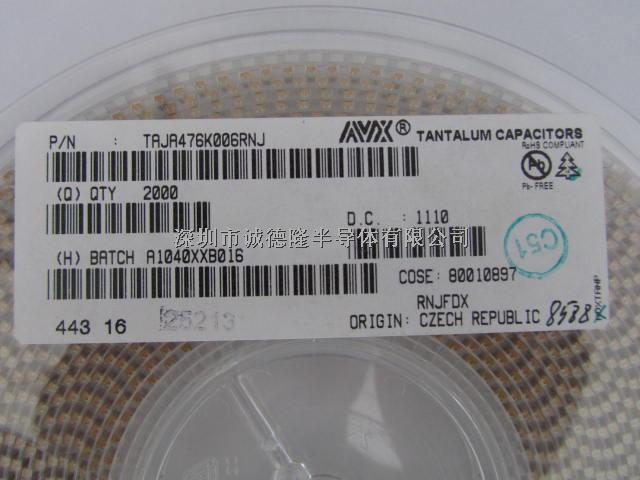 P/N : TAJA476K006RNJ
AVX ® TANTALUM CAPACITORS
RoHS COMPLIANT
Pb
Pb- FREE
(Q) QTY 2000
D.C. : 1110
C51
深圳市诚德隆半导体有限公司
(H) BATCH A1040XXB016
COSE: 80010897
RNJFDX
443 16 25213
ORIGIN: CZECH REPUBLIC